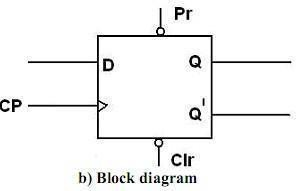 Pr
D Q
CP
Q'
Clr
b) Block diagram